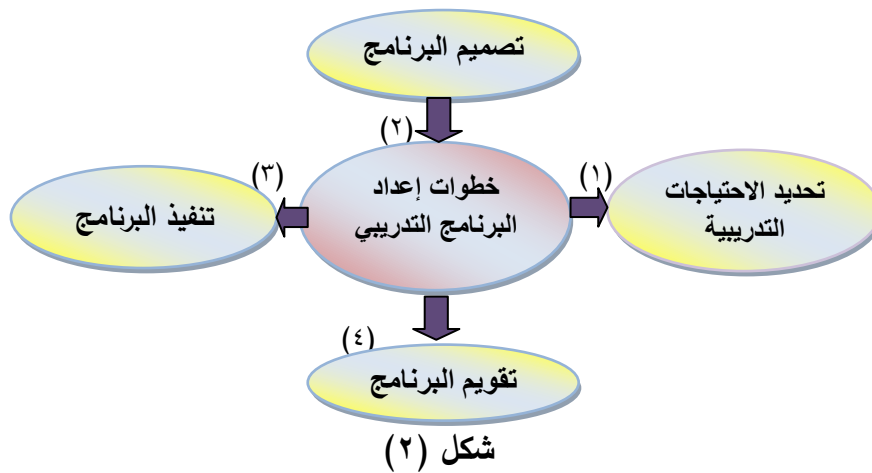 تصميم البرنامج
(٢)
(١)
(٣)
خطوات إعداد
البرنامج التدريبي
تحديد الاحتياجات
التدريبية
تنفيذ البرنامج
(٤)
تقويم البرنامج
شكل (٢)